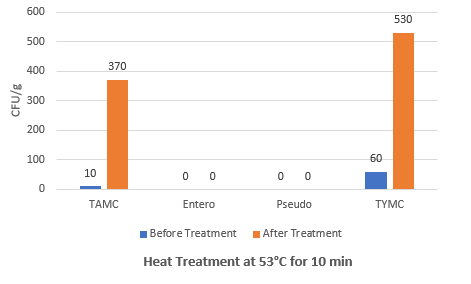 600
530
500
400
370
CFU/g
300
200
100
60
10
0 0 0 0
0
TAMC Entero Pseudo TYMC
Before Treatment After Treatment
Heat Treatment at 53°C for 10 min